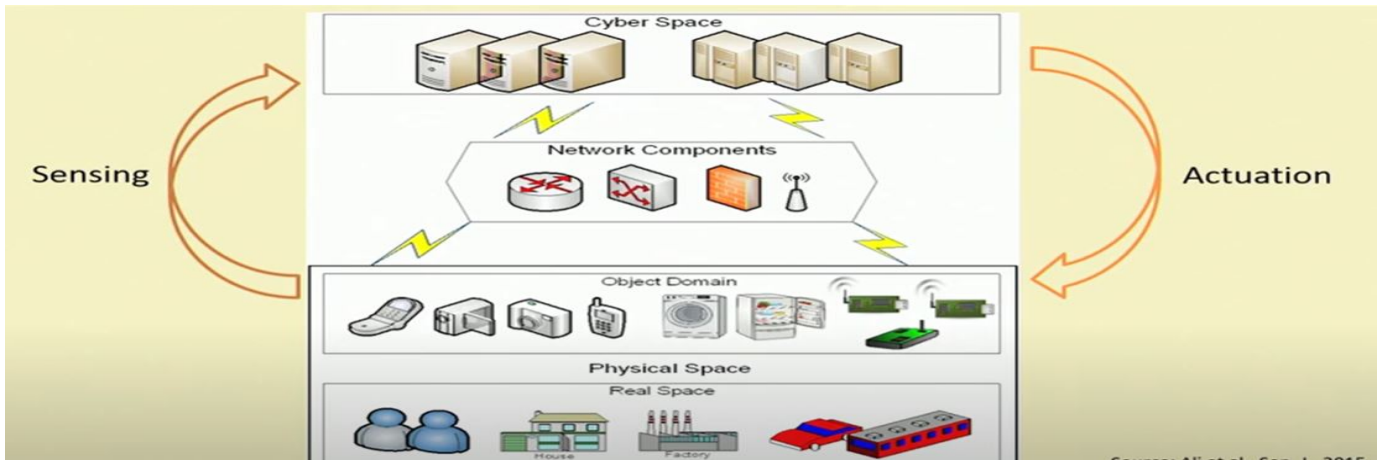 Cyber Space
Network Components
Sensing
Actuation
Object Domain
Physical Space
Real Space
House
Factory